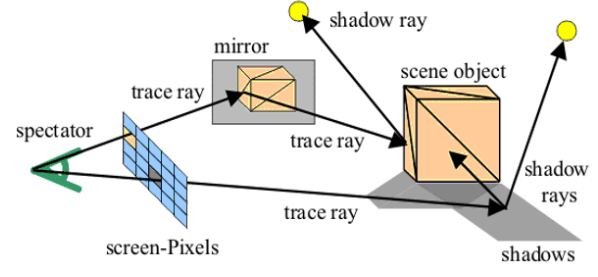 shadow ray
mirror
scene object
trace ray
spectator
trace ray
shadow
rays
trace ray
screen-Pixels
shadows